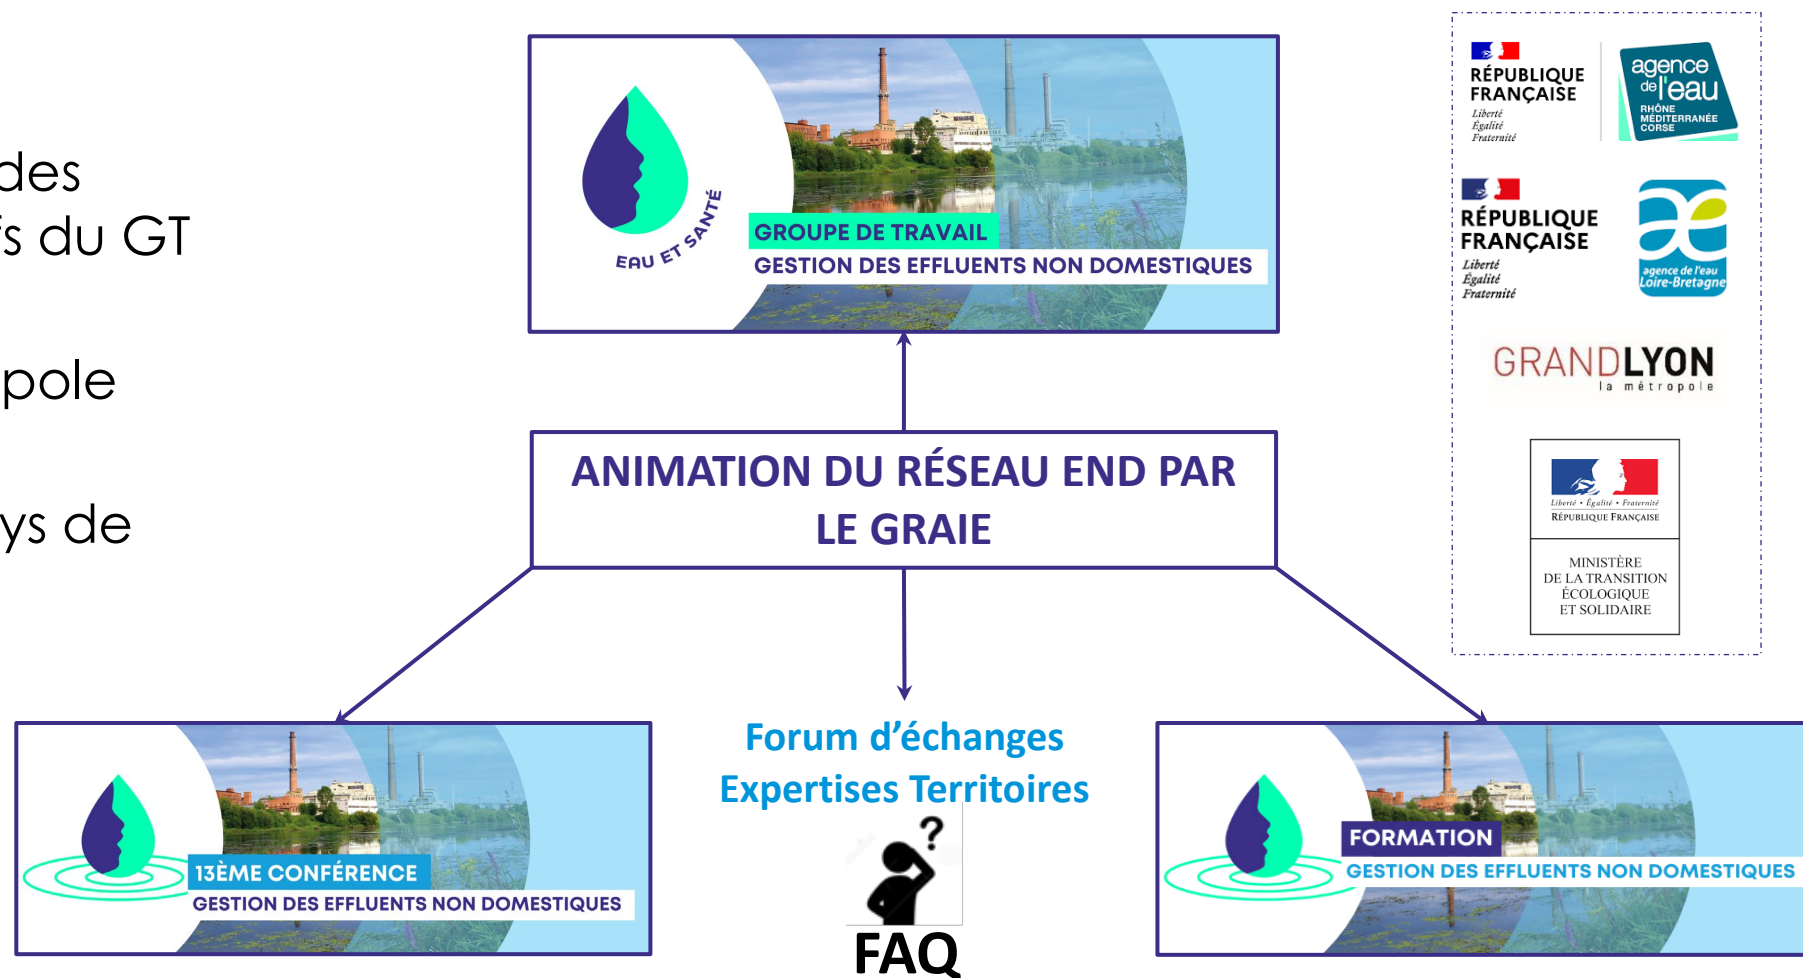 des
fs du GT
pole
ys de
EAU ET SANTÉ
GROUPE DE TRAVAIL
GESTION DES EFFLUENTS NON DOMESTIQUES
ANIMATION DU RÉSEAU END PAR
LE GRAIE
13ÈME CONFÉRENCE
GESTION DES EFFLUENTS NON DOMESTIQUES
Forum d’échanges
Expertises Territoires
?
FAQ
FORMATION
GESTION DES EFFLUENTS NON DOMESTIQUES
RÉPUBLIQUE
FRANÇAISE
Liberté
Égalité
Fraternité
agence
de l'eau
RHÔNE
MÉDITERRANÉE
CORSE
RÉPUBLIQUE
FRANÇAISE
Liberté
Égalité
Fraternité
agence de l'eau
Loire-Bretagne
GRANDLYON
la métropole
Liberté • Égalité • Fraternité
RÉPUBLIQUE FRANÇAISE
MINISTÈRE
DE LA TRANSITION
ÉCOLOGIQUE
ET SOLIDAIRE